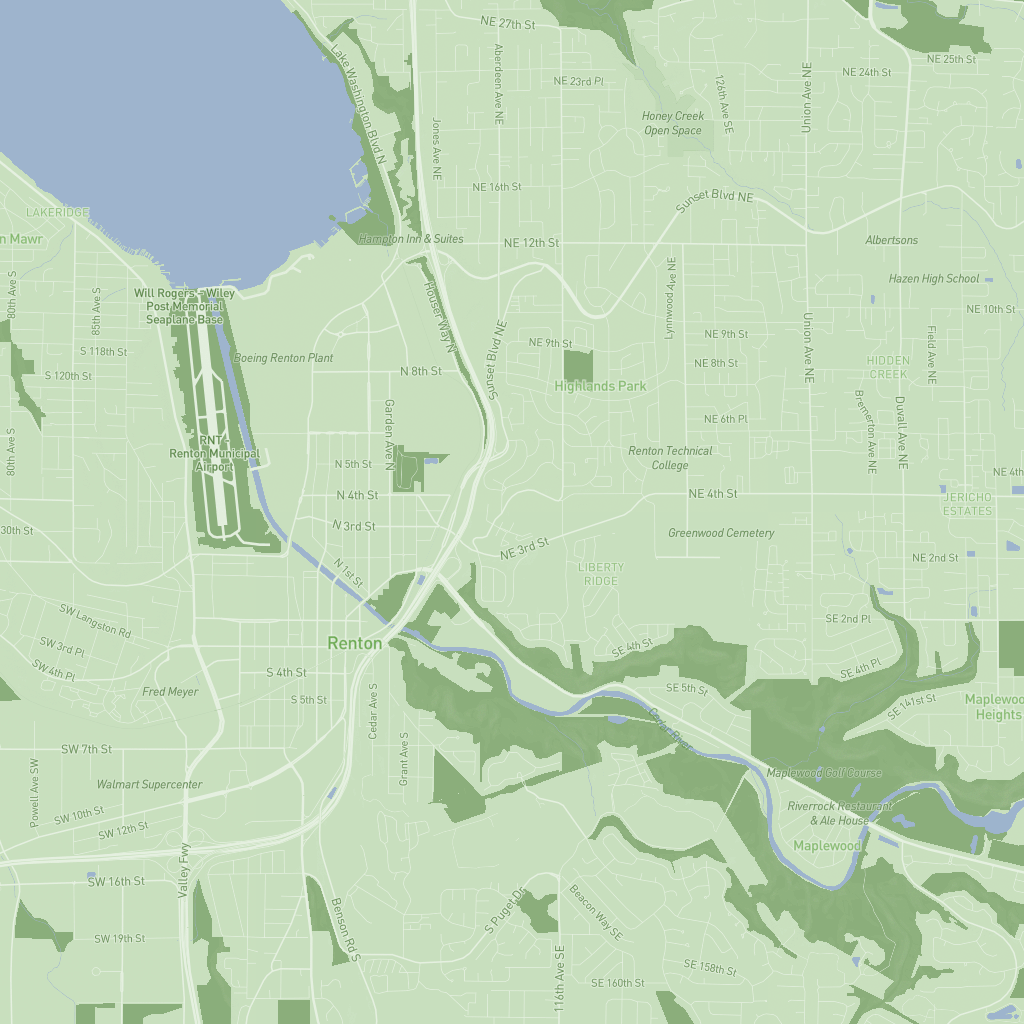 NE 27th St
Lake Washington Blvd N
Aberdeen Ave NE
NE 23rd Pl
126th Ave SE
Union Ave NE
NE 24th St
NE 25th St
Honey Creek
Open Space
Jones Ave NE
NE 16th St
Sunset Blvd NE
LAKERIDGE
n Mawr
Hampton Inn & Suites
NE 12th St
Albertsons
Hazen High School
80th Ave S
85th Ave S
Will Rogers - Wiley
Post Memorial
Seaplane Base
Houser Way N
Sunset Blvd NE
Lynnwood Ave NE
NE 10th St
S 118th St
Boeing Renton Plant
NE 9th St
NE 9th St
Union Ave NE
Field Ave NE
S 120th St
N 8th St
NE 8th St
HIDDEN
CREEK
Highlands Park
Garden Ave N
NE 6th Pl
Bremerton Ave NE
Duvall Ave NE
80th Ave S
RNT -
Renton Municipal
Airport
N 5th St
Renton Technical
College
NE 4th
N 4th St
NE 4th St
JERICHO
ESTATES
30th St
N 3rd St
NE 3rd St
Greenwood Cemetery
N 1st St
LIBERTY
RIDGE
NE 2nd St
SW Langston Rd
SE 2nd Pl
SW 3rd Pl
Renton
SE 4th St
SW 4th Pl
S 4th St
SE 4th Pl
Fred Meyer
S 5th St
SE 5th St
Cedar Ave S
SE 141st St
Maplewoo
Heights
Cedar River
SW 7th St
Grant Ave S
Powell Ave SW
Walmart Supercenter
Maplewood Golf Course
SW 10th St
Riverrock Restaurant
& Ale House
SW 12th St
Maplewood
Valley Fwy
SW 16th St
S Puget Dr
Beacon Way SE
Benson Rd S
SW 19th St
116th Ave SE
SE 158th St
SE 160th St